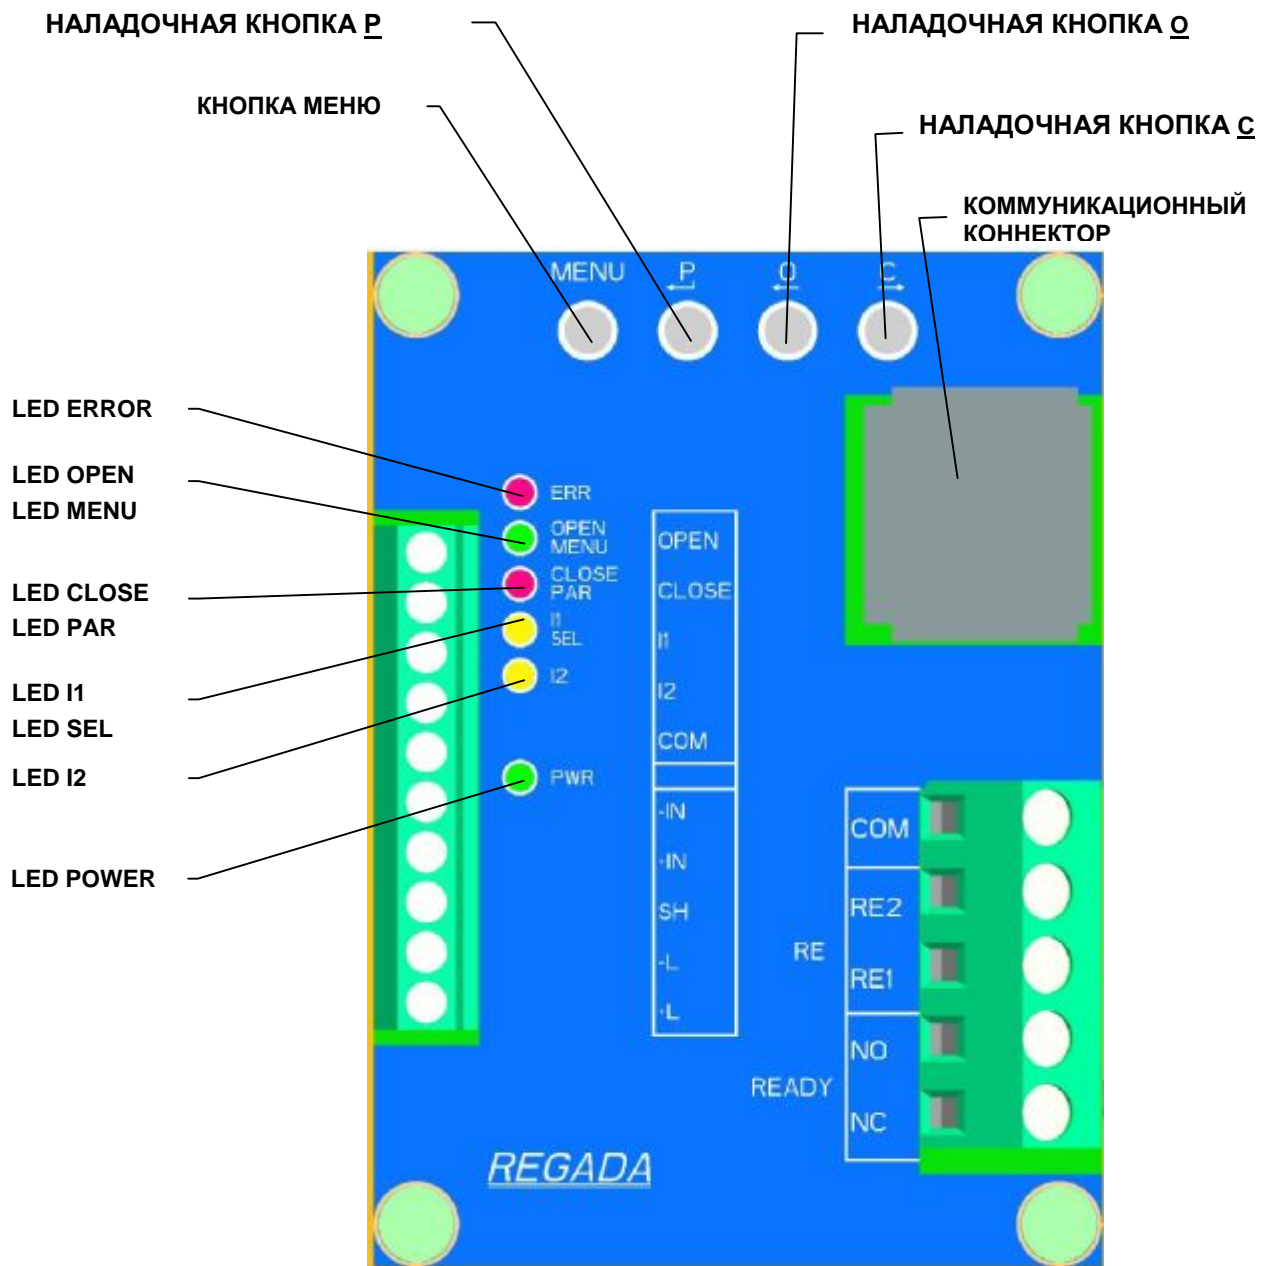 НАЛАДОЧНАЯ КНОПКА P
НАЛАДОЧНАЯ КНОПКА O
КНОПКА МЕНЮ
НАЛАДОЧНАЯ КНОПКА C
КОММУНИКАЦИОННЫЙ
КОННЕКТОР
MENU P O C
LED ERROR
LED OPEN
LED MENU
LED CLOSE
LED PAR
LED I1
LED SEL
LED I2
LED POWER
ERR
OPEN
MENU
CLOSE
PAR
I1
SEL
I2
PWR
OPEN
CLOSE
I1
I2
COM
-IN
+IN
SH
-L
+L
COM
RE2
RE
RE1
NO
READY
NC
REGADA